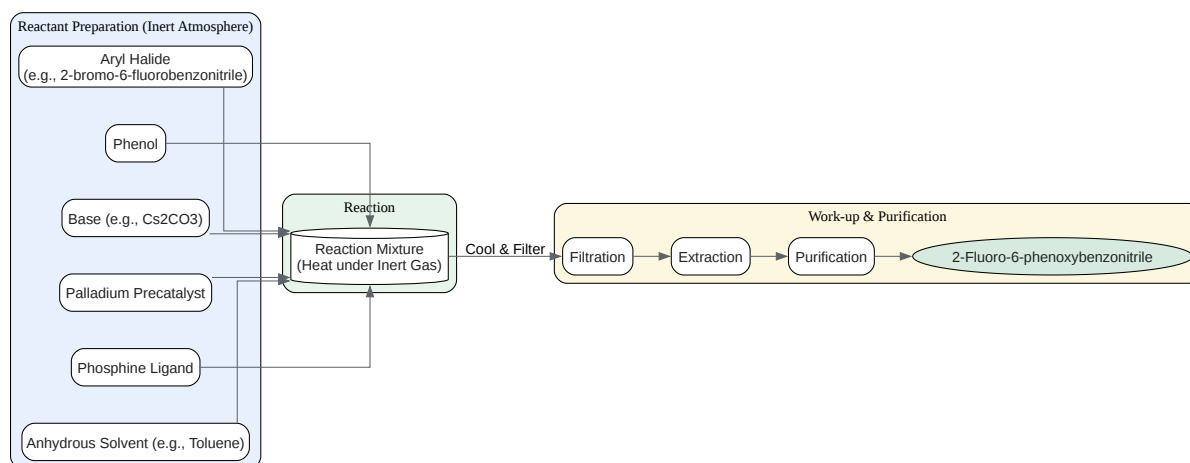 Reactant Preparation (Inert Atmosphere)
Aryl Halide
(e.g., 2-bromo-6-fluorobenzonitrile)
Phenol
Base (e.g., Cs2CO3)
Palladium Precatalyst
Phosphine Ligand
Anhydrous Solvent (e.g., Toluene)
Reaction
Reaction Mixture
(Heat under Inert Gas)
Cool & Filter
Work-up & Purification
Filtration
Extraction
Purification
2-Fluoro-6-phenoxybenzonitrile